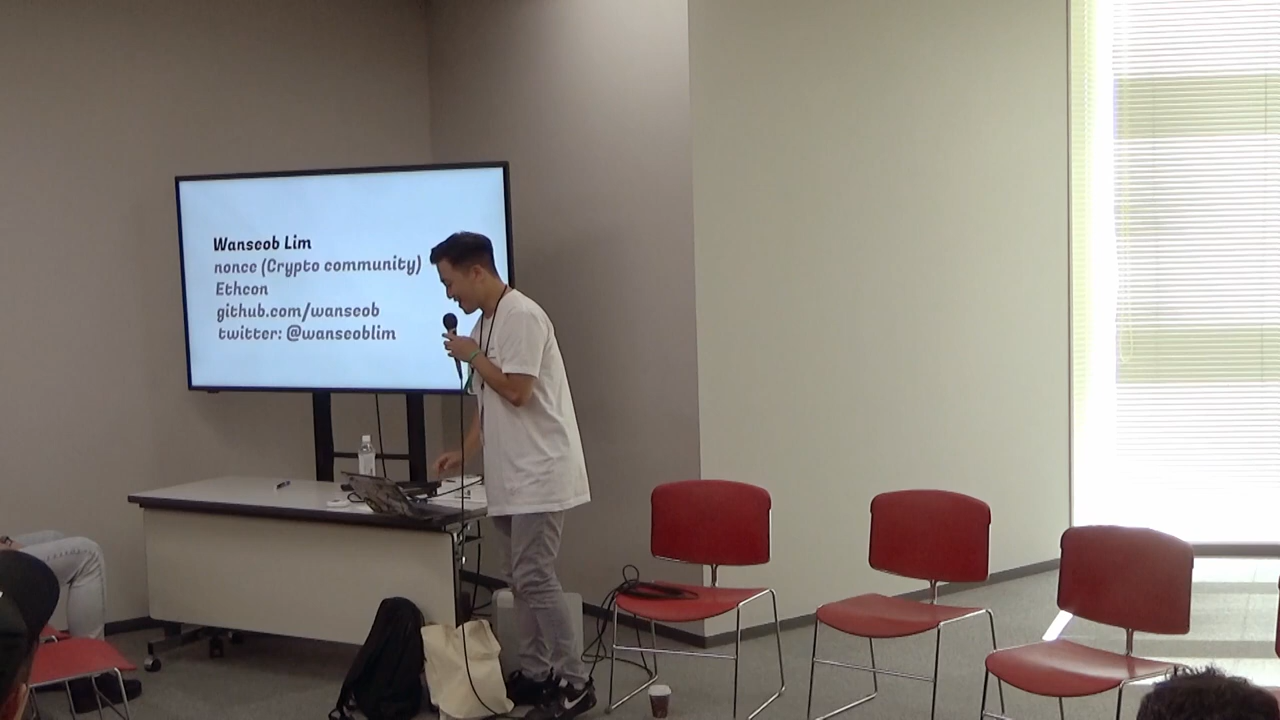 Wanseob Lim
nonce (Crypto community)
Ethcon
github.com/wanseob
twitter: @wanseoblim